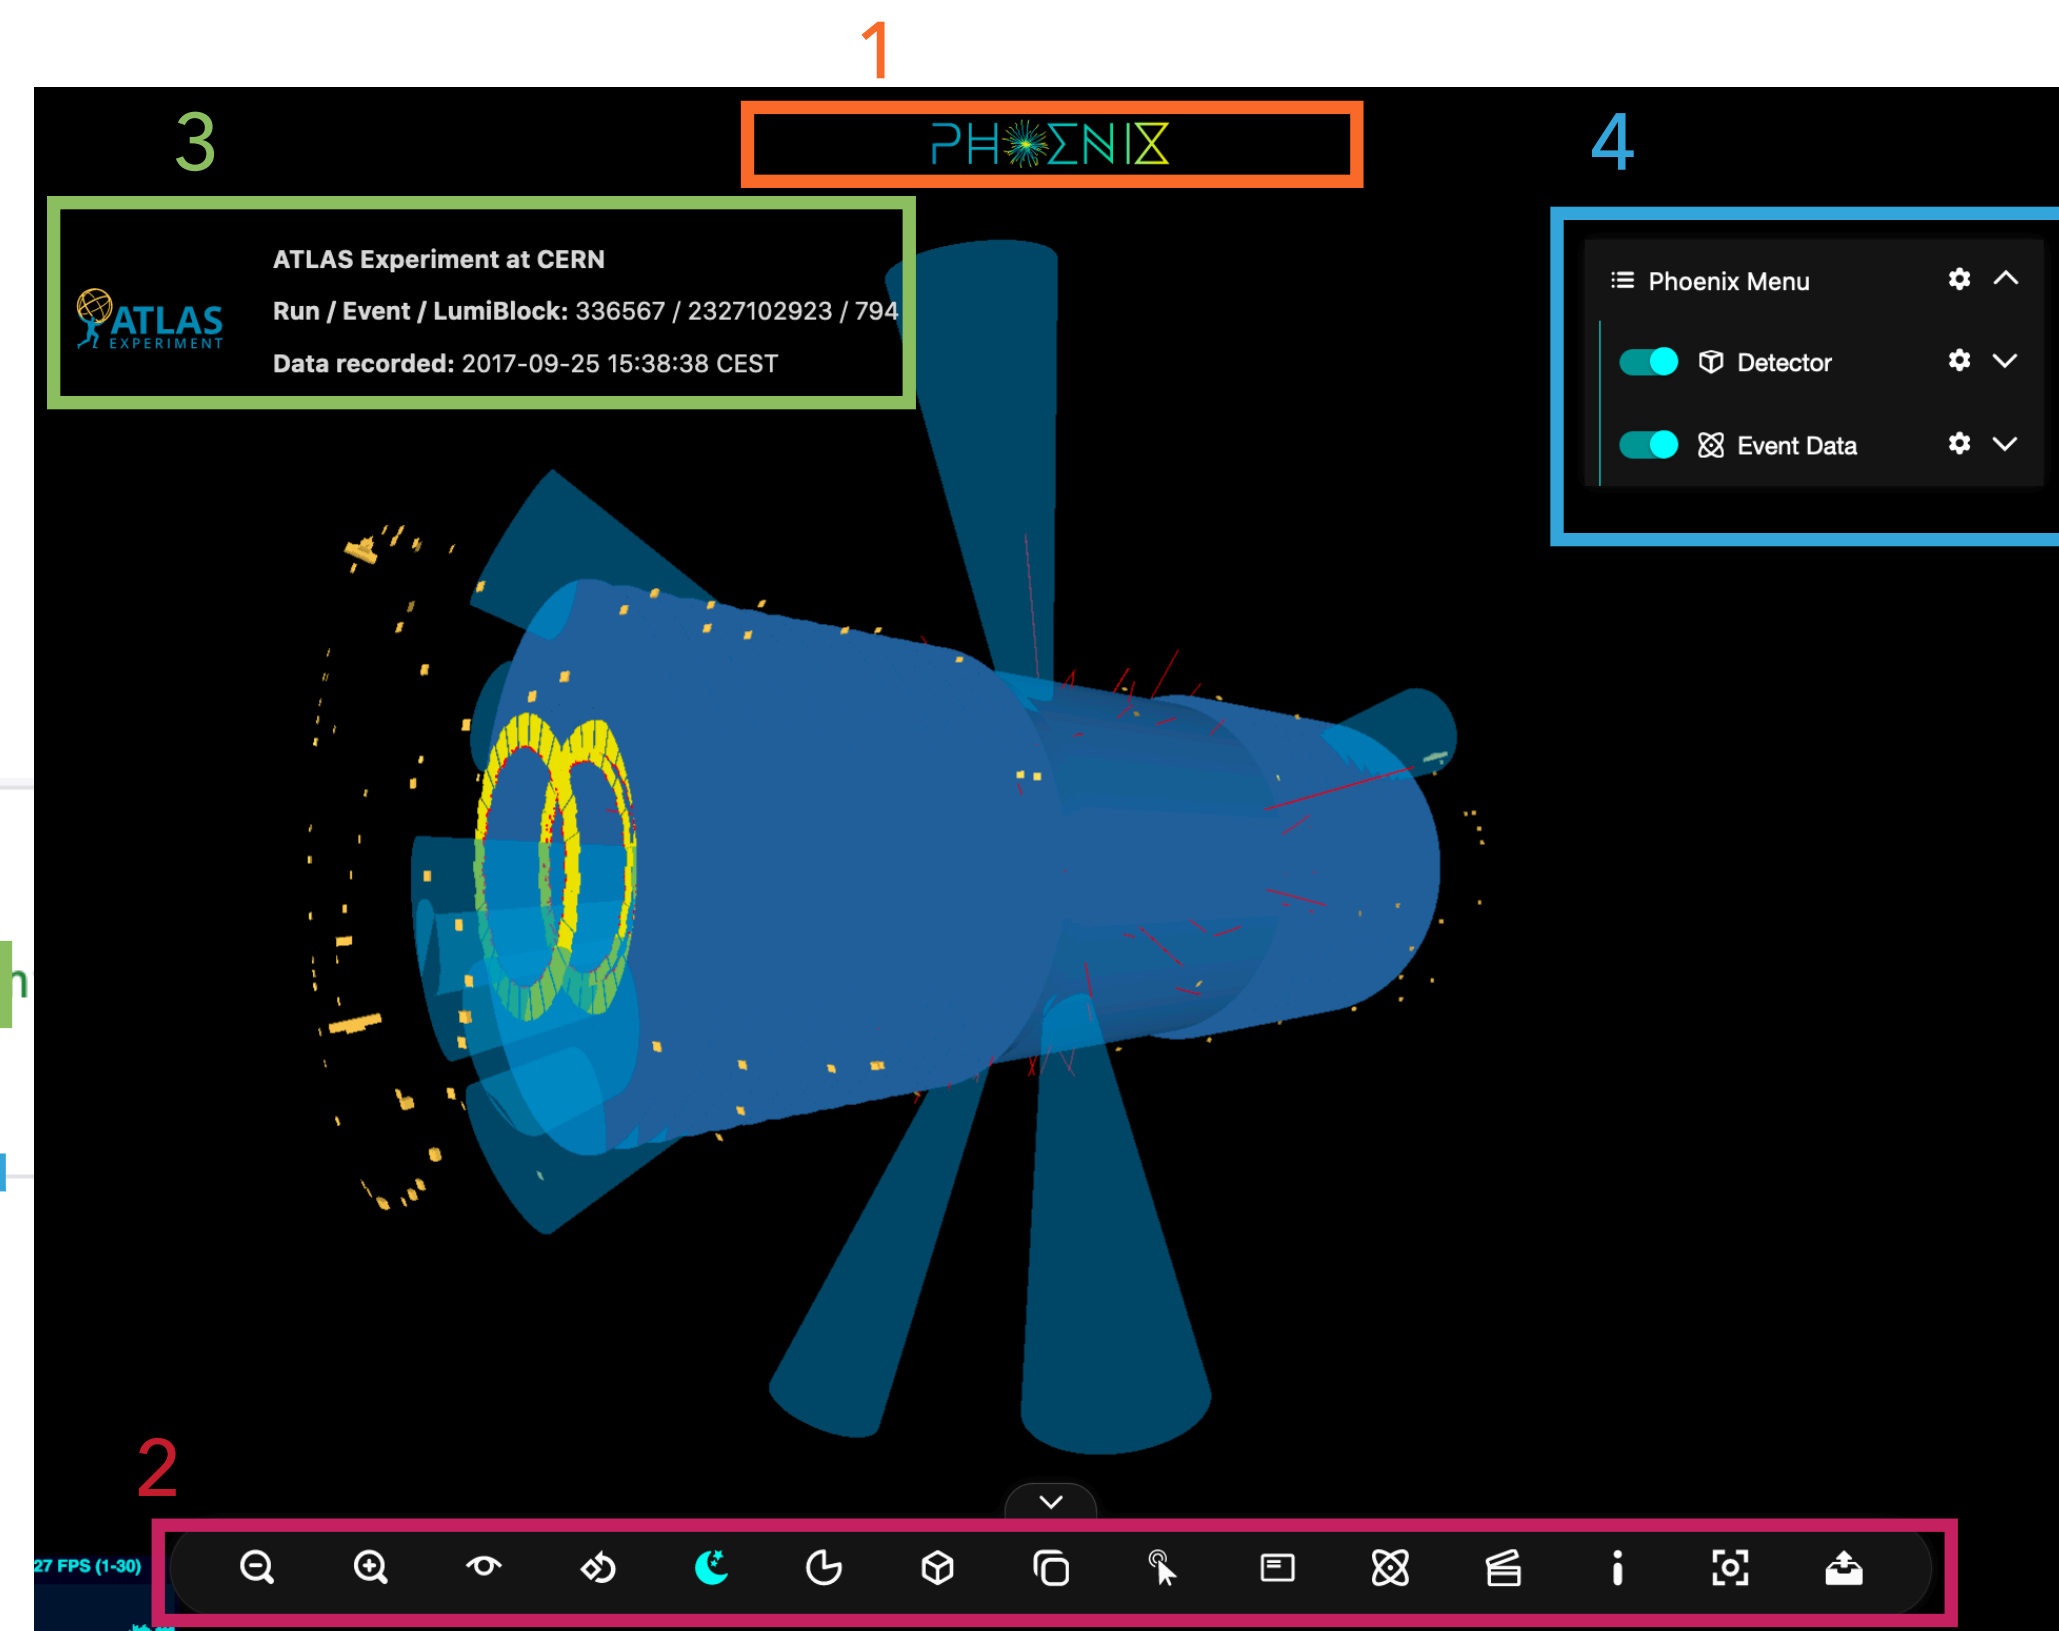 1
3
PHOENIX
4
ATLAS Experiment at CERN
Run / Event / LumiBlock: 336567 / 2327102923 / 794
Data recorded: 2017-09-25 15:38:38 CEST
ATLAS
EXPERIMENT
Phoenix Menu
Detector
Event Data
n
2
27 FPS (1-30)